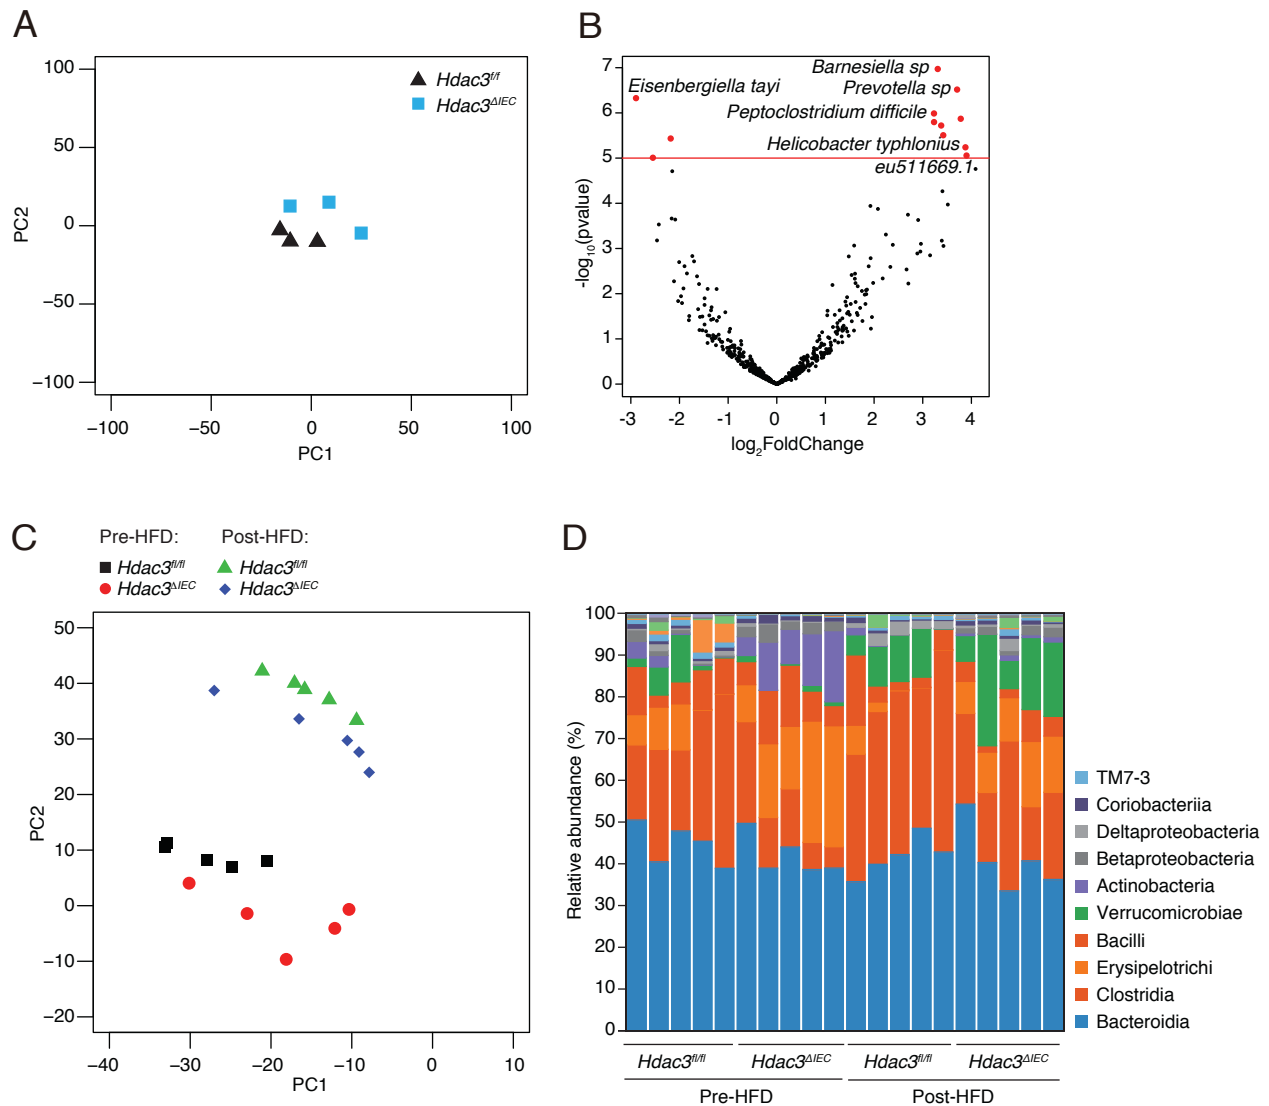 A
Hdac3f/f
Hdac3ΔIEC
100
50
0
−50
−100
PC2
−100
−50
0
50
100
PC1
B
Barnesiella sp
Eisenbergiella tayi
Prevotella sp
Peptoclostridium difficile
Helicobacter typhlonius
eu511669.1
7
6
5
4
3
2
1
0
-log10(pvalue)
-3
-2
-1
0
1
2
3
4
log2FoldChange
C
Pre-HFD:
Post-HFD:
Hdac3fl/fl
Hdac3fl/fl
Hdac3ΔIEC
Hdac3ΔIEC
50
40
30
20
10
0
−10
−20
PC2
−40
−30
−20
−10
0
10
PC1
D
100
90
80
70
60
50
40
30
20
10
0
Relative abundance (%)
TM7-3
Coriobacteriia
Deltaproteobacteria
Betaproteobacteria
Actinobacteria
Verrucomicrobiae
Bacilli
Erysipelotrichi
Clostridia
Bacteroidia
Hdac3fl/fl
Hdac3ΔIEC
Hdac3fl/fl
Hdac3ΔIEC
Pre-HFD
Post-HFD